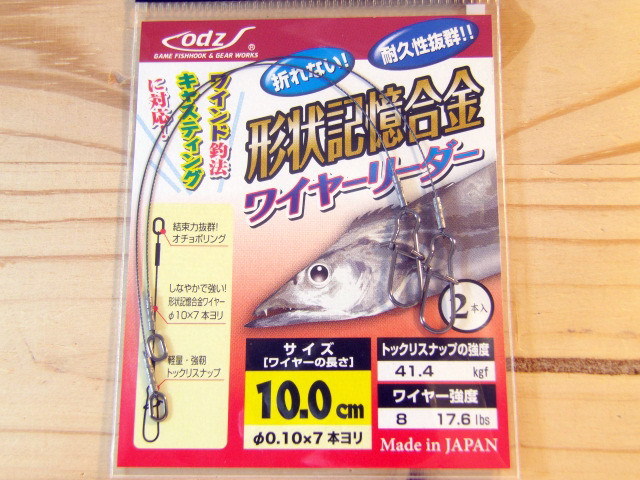 odz ®
GAME FISHHOOK & GEAR WORKS
折れない!
耐久性抜群!!
ワインド釣法
キャスティング
に対応!
形状記憶合金
ワイヤーリーダー
結束力抜群!
オチョボリング
しなやかで強い!
形状記憶合金ワイヤー
φ10×7本ヨリ
軽量・強靭
トックリスナップ
2本入
サイズ
[ワイヤーの長さ]
10.0cm
φ0.10×7本ヨリ
トックリスナップの強度
41.4 kgf
ワイヤー強度
8 17.6 lbs
Made in JAPAN